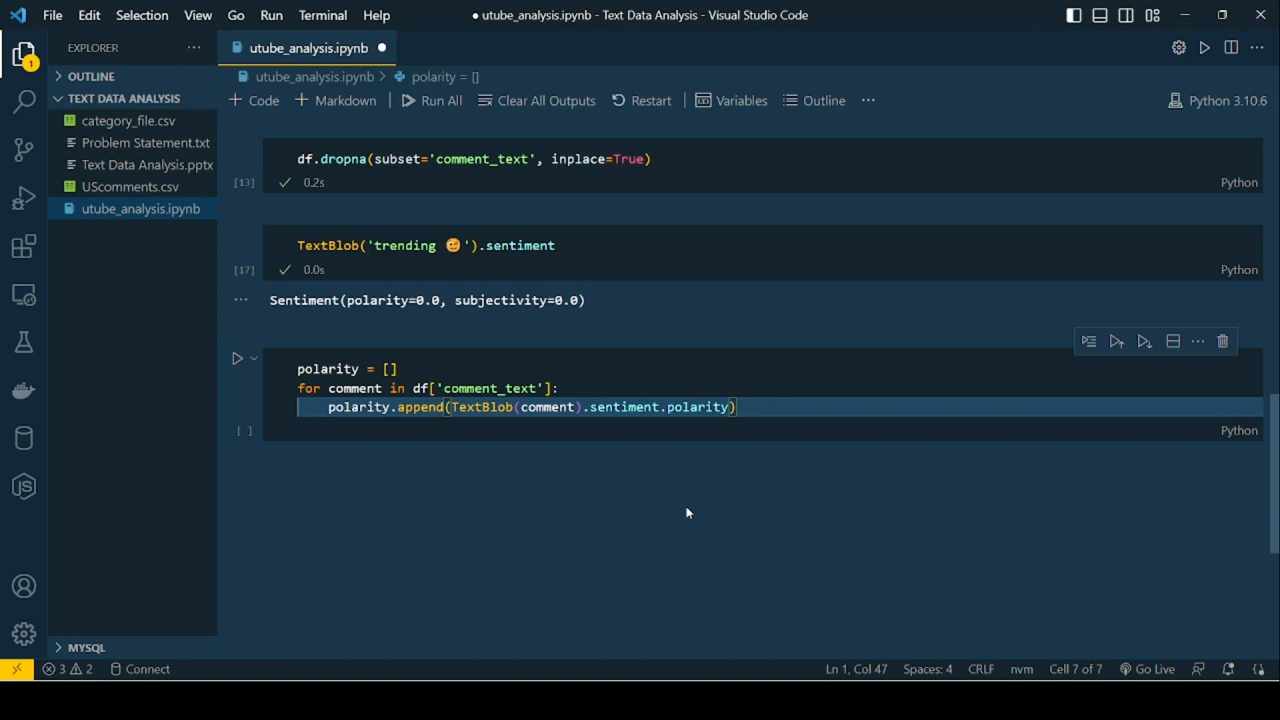 File Edit Selection View Go Run Terminal Help
● utube_analysis.ipynb - Text Data Analysis - Visual Studio Code
EXPLORER ...
utube_analysis.ipynb ●
1
OUTLINE
TEXT DATA ANALYSIS
category_file.csv
Problem Statement.txt
Text Data Analysis.pptx
UScomments.csv
utube_analysis.ipynb
MYSQL
utube_analysis.ipynb > polarity = []
+ Code + Markdown | Run All Clear All Outputs Restart | Variables Outline ...
Python 3.10.6
df.dropna(subset='comment_text', inplace=True)
[13] ✓ 0.2s Python
TextBlob('trending 😅').sentiment
[17] ✓ 0.0s Python
... Sentiment(polarity=0.0, subjectivity=0.0)
polarity = []
for comment in df['comment_text']:
    polarity.append(TextBlob(comment).sentiment.polarity)
[ ] Python
3 2 Connect
Ln 1, Col 47 Spaces: 4 CRLF nvm Cell 7 of 7 Go Live